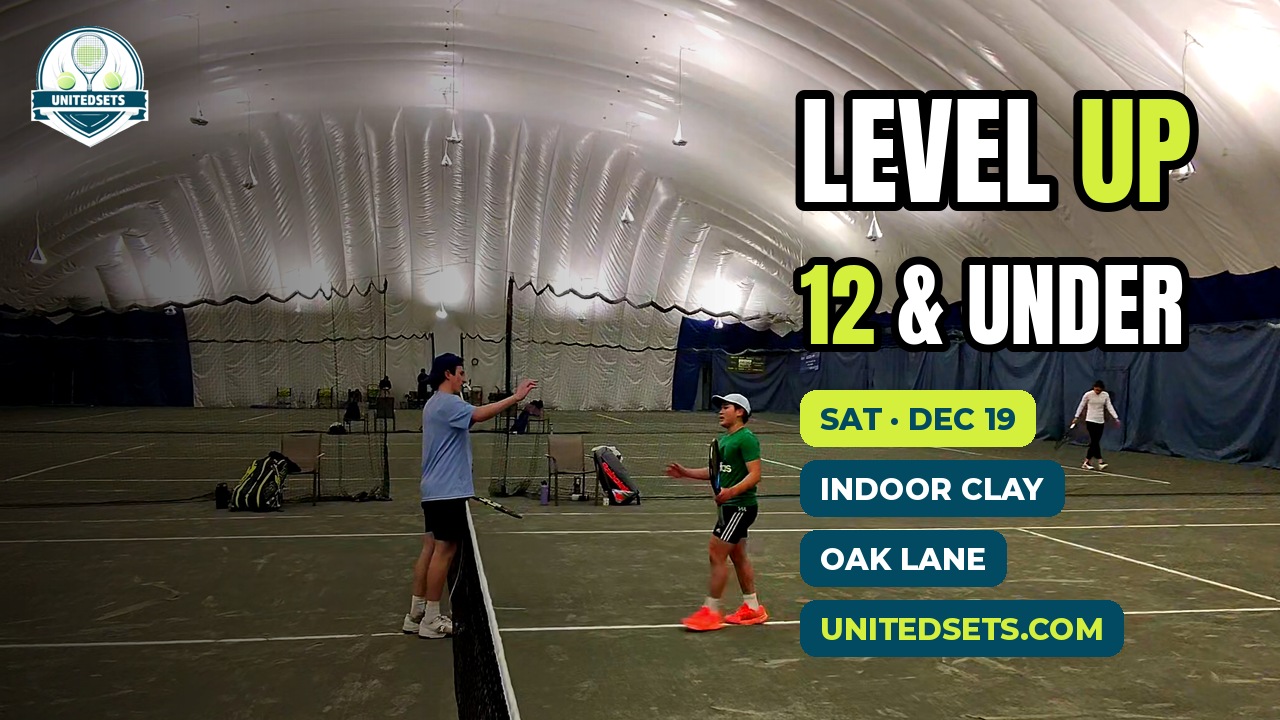 UNITEDSETS
LEVEL UP
12 & UNDER
SAT • DEC 19
INDOOR CLAY
OAK LANE
UNITEDSETS.COM